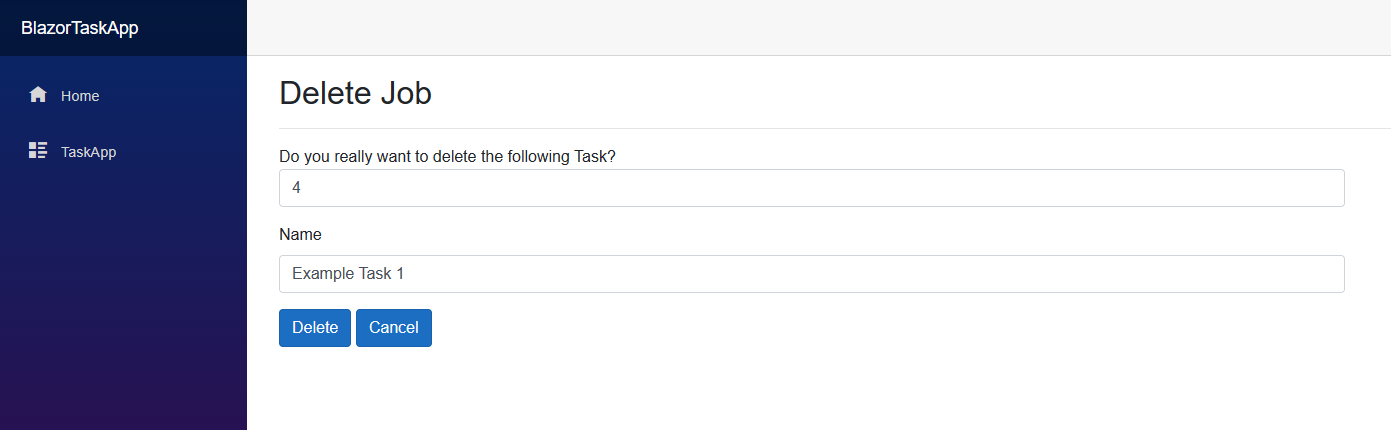 BlazorTaskApp
Home
TaskApp
Delete Job
Do you really want to delete the following Task?
4
Name
Example Task 1
Delete Cancel